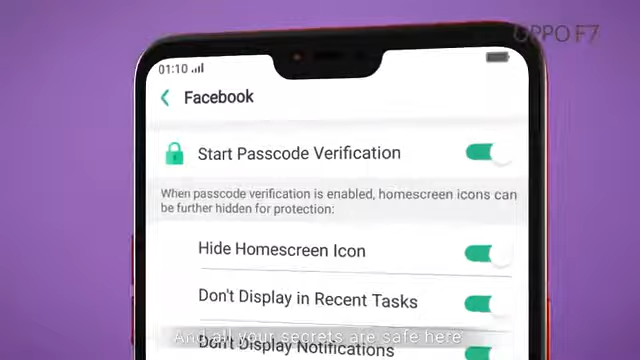 OPPO F7
01:10
Facebook
Start Passcode Verification
When passcode verification is enabled, homescreen icons can
be further hidden for protection:
Hide Homescreen Icon
Don't Display in Recent Tasks
And all your secrets are safe here
Don't Display Notifications